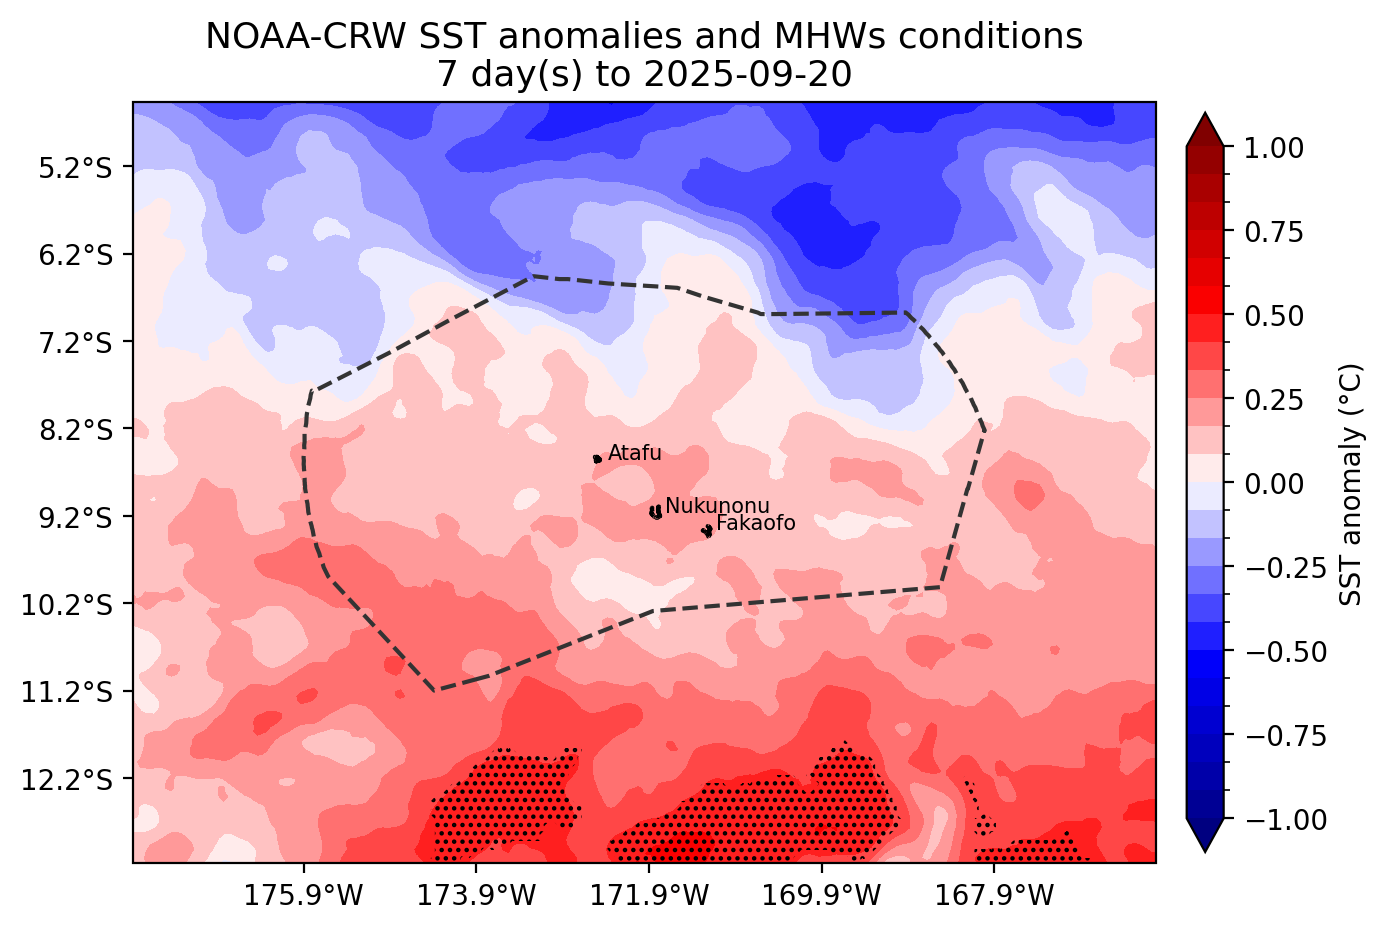 NOAA-CRW SST anomalies and MHWs conditions
7 day(s) to 2025-09-20
5.2°S
6.2°S
7.2°S
8.2°S
9.2°S
10.2°S
11.2°S
12.2°S
Atafu
Nukunonu
Fakaofo
175.9°W
173.9°W
171.9°W
169.9°W
167.9°W
1.00
0.75
0.50
0.25
0.00
−0.25
−0.50
−0.75
−1.00
SST anomaly (°C)